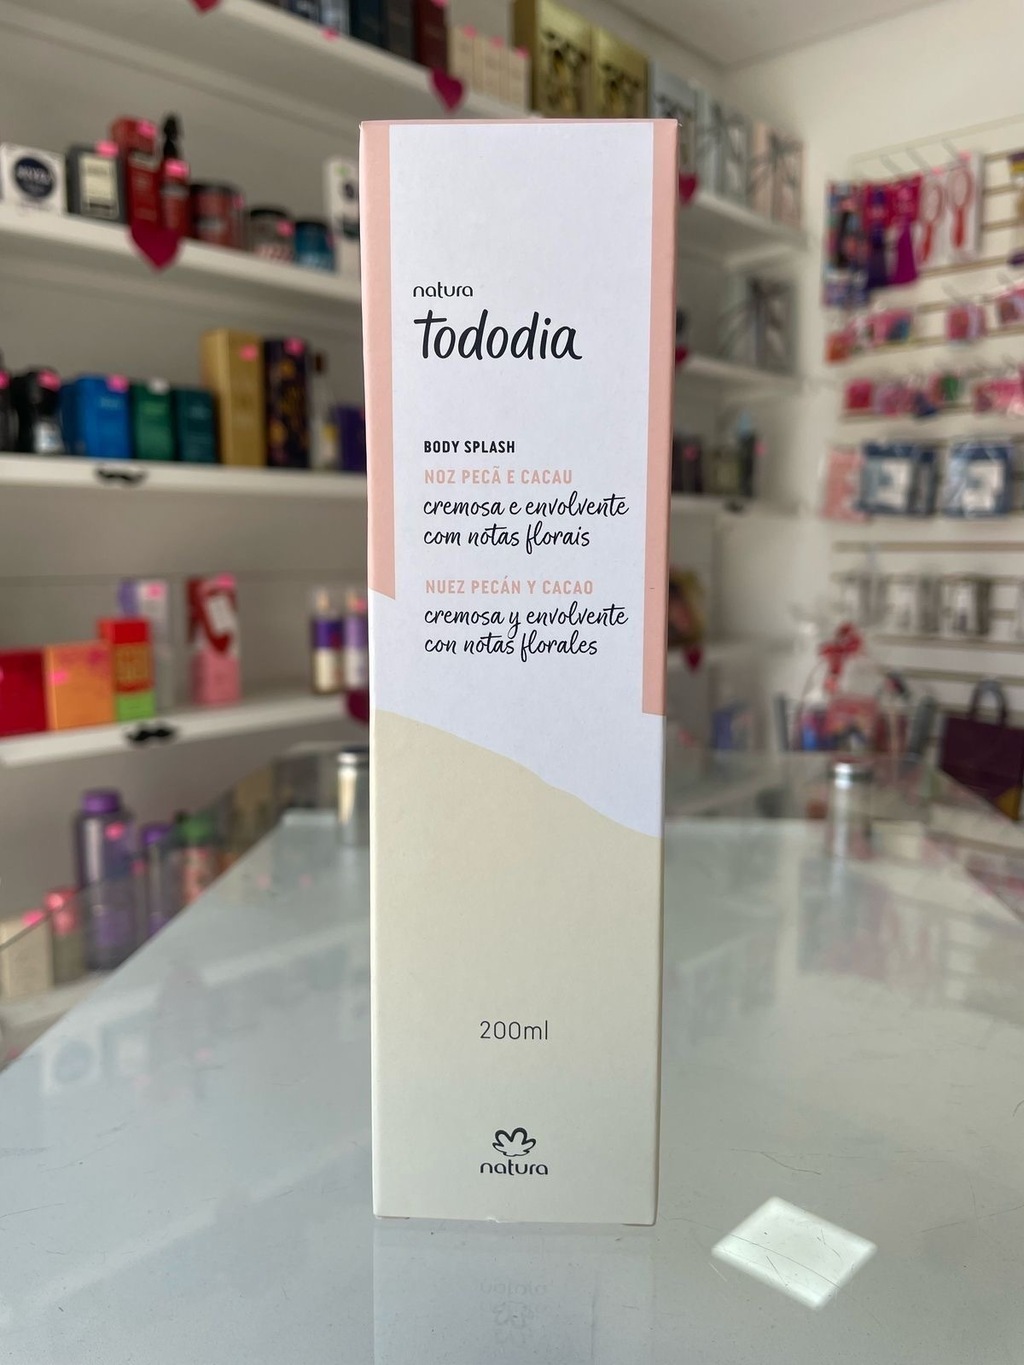 natura
tododia
BODY SPLASH
NOZ PECÃ E CACAU
cremosa e envolvente
com notas florais
NUEZ PECÁN Y CACAO
cremosa y envolvente
con notas florales
200ml
natura